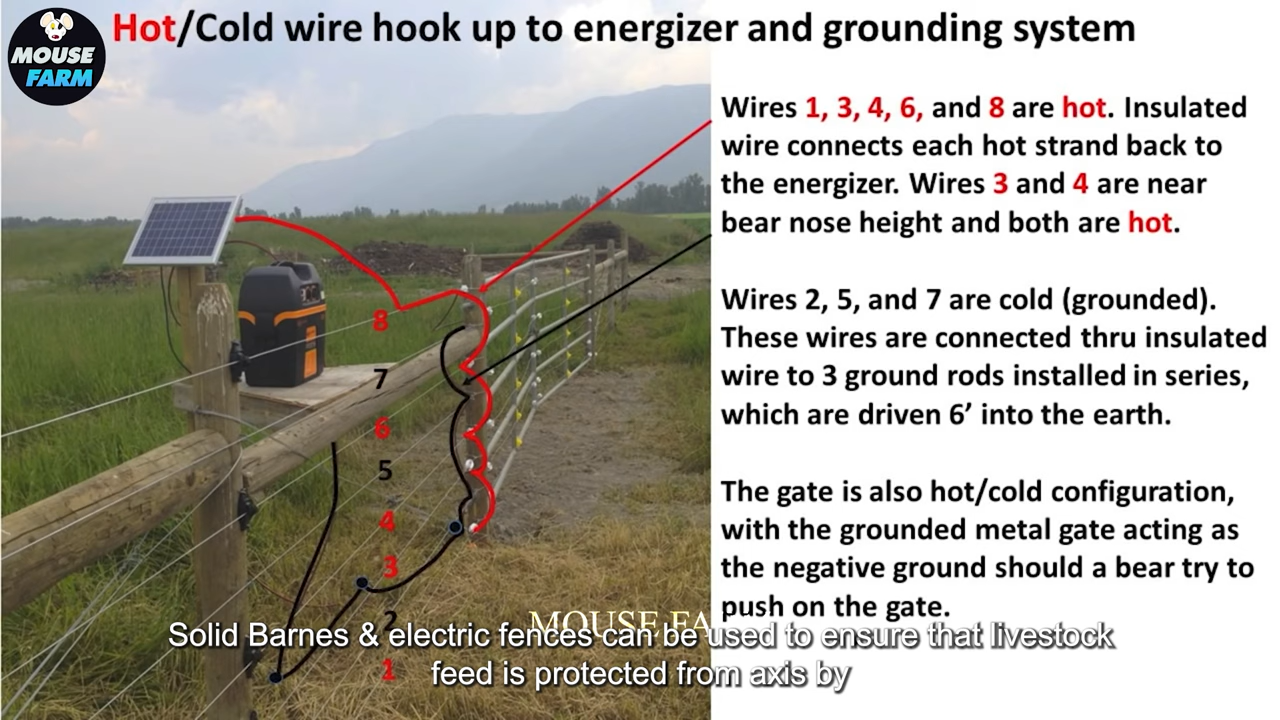 Hot/Cold wire hook up to energizer and grounding system
MOUSE
FARM
Wires 1, 3, 4, 6, and 8 are hot. Insulated
wire connects each hot strand back to
the energizer. Wires 3 and 4 are near
bear nose height and both are hot.
Wires 2, 5, and 7 are cold (grounded).
These wires are connected thru insulated
wire to 3 ground rods installed in series,
which are driven 6’ into the earth.
The gate is also hot/cold configuration,
with the grounded metal gate acting as
the negative ground should a bear try to
push on the gate.
8
7
6
5
4
3
2
1
MOUSE FA
Solid Barnes & electric fences can be used to ensure that livestock
feed is protected from axis by